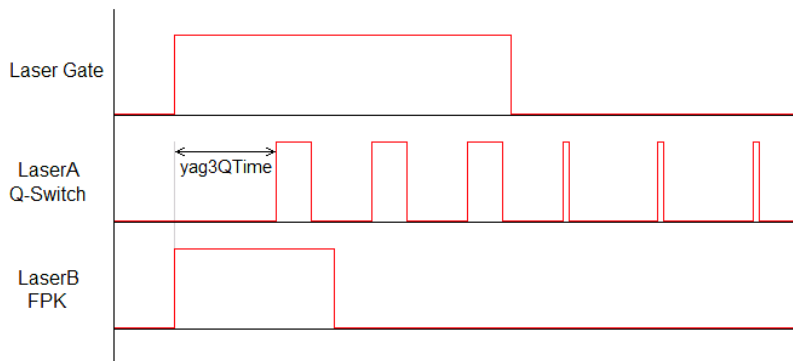 Laser Gate
LaserA
Q-Switch
yag3QTime
LaserB
FPK